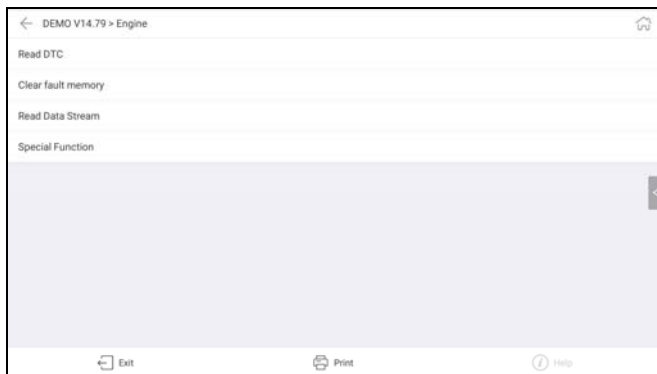 DEMO V14.79 > Engine
Read DTC
Clear fault memory
Read Data Stream
Special Function
Exit Print Help